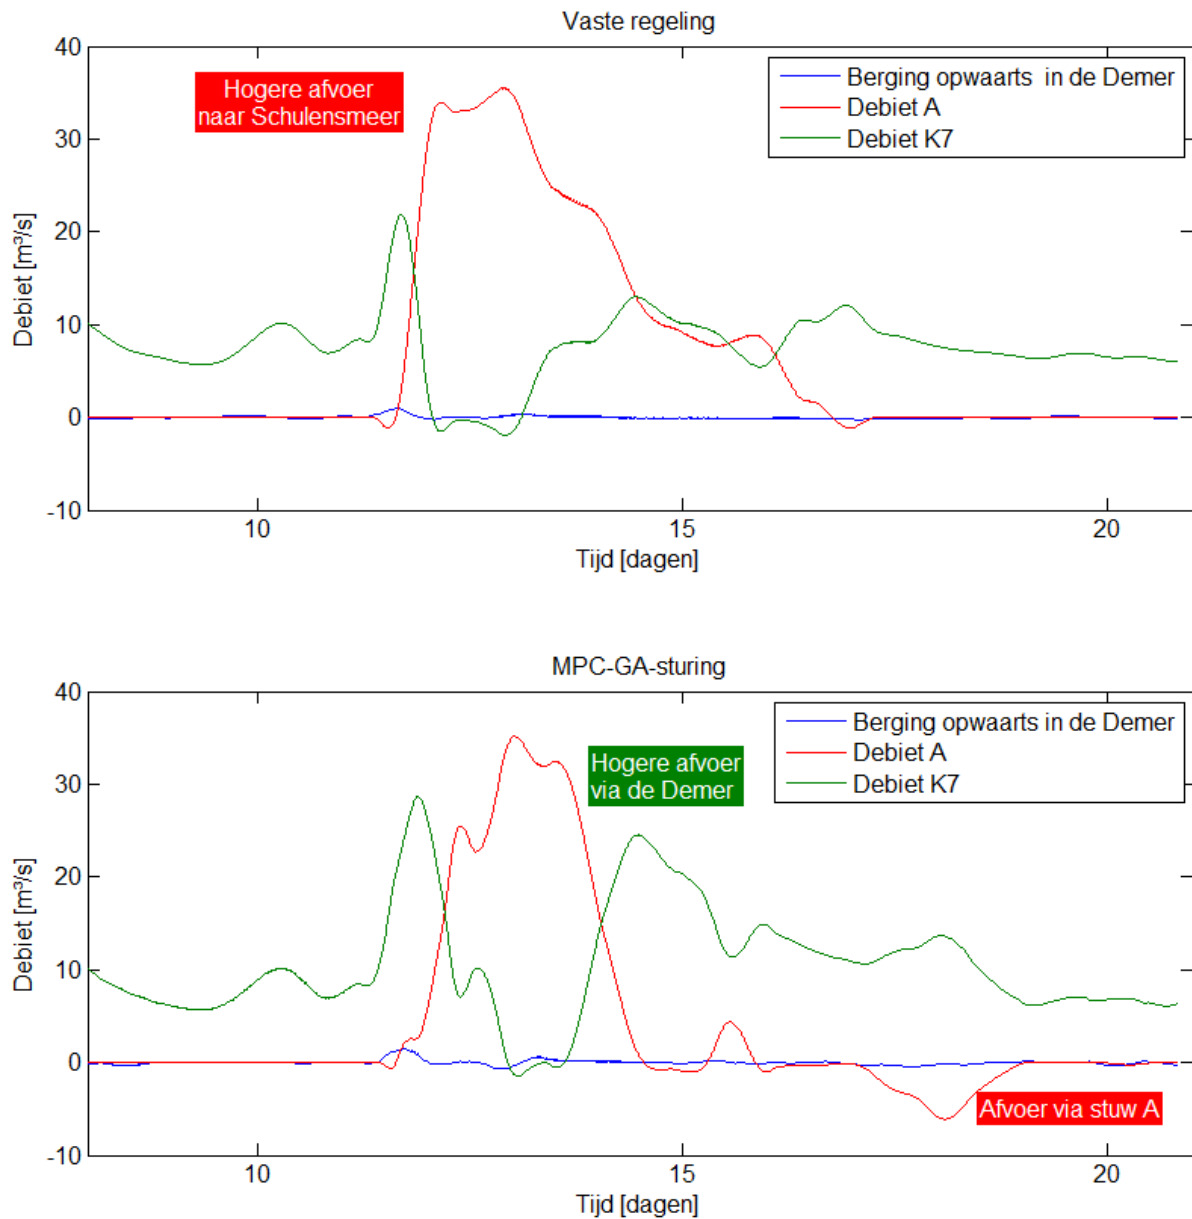 Vaste regeling
40
30
20
10
0
-10
Debiet [m³/s]
Hogere afvoer
naar Schulensmeer
Berging opwaarts in de Demer
Debiet A
Debiet K7
10
15
20
Tijd [dagen]
MPC-GA-sturing
40
30
20
10
0
-10
Debiet [m³/s]
Berging opwaarts in de Demer
Debiet A
Debiet K7
Hogere afvoer
via de Demer
Afvoer via stuw A
10
15
20
Tijd [dagen]